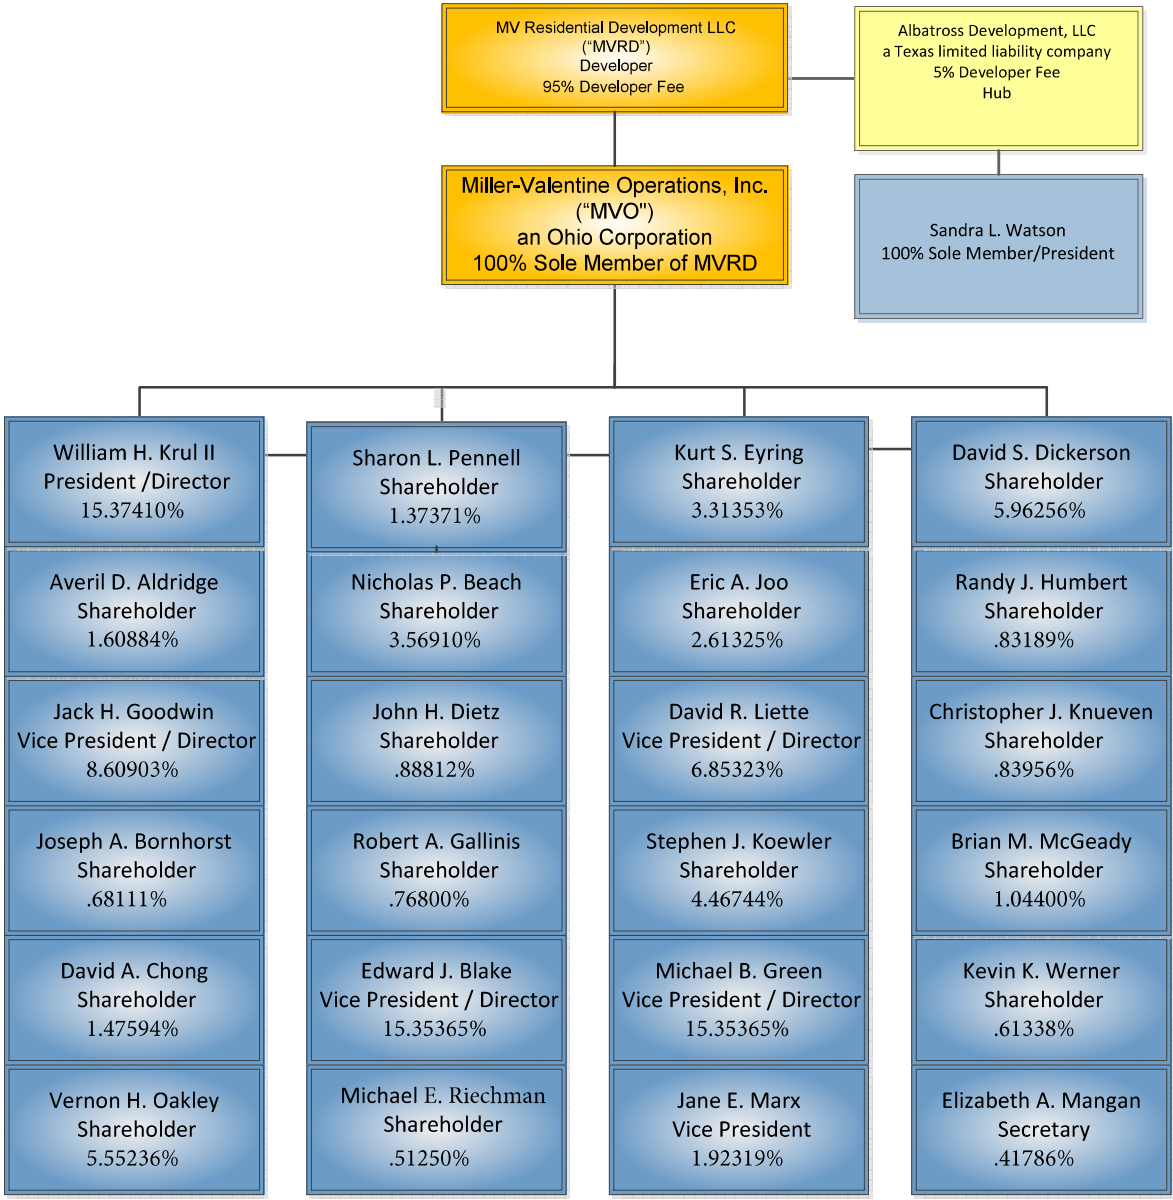 MV Residential Development LLC
("MVRD")
Developer
95% Developer Fee
Albatross Development, LLC
a Texas limited liability company
5% Developer Fee
Hub
Miller-Valentine Operations, Inc.
("MVO")
an Ohio Corporation
100% Sole Member of MVRD
Sandra L. Watson
100% Sole Member/President
William H. Krul II
President /Director
15.37410%
Sharon L. Pennell
Shareholder
1.37371%
Kurt S. Eyring
Shareholder
3.31353%
David S. Dickerson
Shareholder
5.96256%
Averil D. Aldridge
Shareholder
1.60884%
Nicholas P. Beach
Shareholder
3.56910%
Eric A. Joo
Shareholder
2.61325%
Randy J. Humbert
Shareholder
.83189%
Jack H. Goodwin
Vice President / Director
8.60903%
John H. Dietz
Shareholder
.88812%
David R. Liette
Vice President / Director
6.85323%
Christopher J. Knueven
Shareholder
.83956%
Joseph A. Bornhorst
Shareholder
.68111%
Robert A. Gallinis
Shareholder
.76800%
Stephen J. Koewler
Shareholder
4.46744%
Brian M. McGeady
Shareholder
1.04400%
David A. Chong
Shareholder
1.47594%
Edward J. Blake
Vice President / Director
15.35365%
Michael B. Green
Vice President / Director
15.35365%
Kevin K. Werner
Shareholder
.61338%
Vernon H. Oakley
Shareholder
5.55236%
Michael E. Riechman
Shareholder
.51250%
Jane E. Marx
Vice President
1.92319%
Elizabeth A. Mangan
Secretary
.41786%